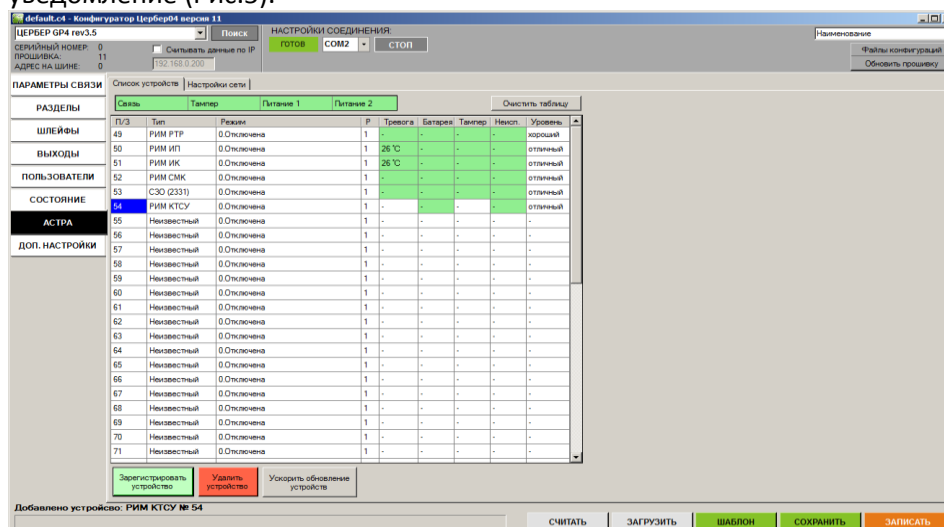 уведомление (Рис.5).
default.c4 - Конфигуратор Цербер04 версия 11
ЦЕРБЕР GP4 rev3.5 Поиск НАСТРОЙКИ СОЕДИНЕНИЯ: Наименование
СЕРИЙНЫЙ НОМЕР: 0 Считывать данные по IP ГОТОВ COM2 СТОП Файлы конфигураций
ПРОШИВКА: 11
АДРЕС НА ШИНЕ: 0 192.168.0.200 Обновить прошивку
ПАРАМЕТРЫ СВЯЗИ Список устройств Настройки сети
РАЗДЕЛЫ
ШЛЕЙФЫ
ВЫХОДЫ
ПОЛЬЗОВАТЕЛИ
СОСТОЯНИЕ
АСТРА
ДОП. НАСТРОЙКИ
Связь Тампер Питание 1 Питание 2 Очистить таблицу
П/З Тип Режим Р Тревога Батарея Тампер Неисп. Уровень
49 РИМ РТР 0.Отключена 1 - - - - хороший
50 РИМ ИП 0.Отключена 1 26 °C - - - отличный
51 РИМ ИК 0.Отключена 1 26 °C - - - отличный
52 РИМ СМК 0.Отключена 1 - - - - отличный
53 СЗО (2331) 0.Отключена 1 - - - - отличный
54 РИМ КТСУ 0.Отключена 1 - - - - отличный
55 Неизвестный 0.Отключена 1 - - - - -
56 Неизвестный 0.Отключена 1 - - - - -
57 Неизвестный 0.Отключена 1 - - - - -
58 Неизвестный 0.Отключена 1 - - - - -
59 Неизвестный 0.Отключена 1 - - - - -
60 Неизвестный 0.Отключена 1 - - - - -
61 Неизвестный 0.Отключена 1 - - - - -
62 Неизвестный 0.Отключена 1 - - - - -
63 Неизвестный 0.Отключена 1 - - - - -
64 Неизвестный 0.Отключена 1 - - - - -
65 Неизвестный 0.Отключена 1 - - - - -
66 Неизвестный 0.Отключена 1 - - - - -
67 Неизвестный 0.Отключена 1 - - - - -
68 Неизвестный 0.Отключена 1 - - - - -
69 Неизвестный 0.Отключена 1 - - - - -
70 Неизвестный 0.Отключена 1 - - - - -
71 Неизвестный 0.Отключена 1 - - - - -
Зарегистрировать устройство Удалить устройство Ускорить обновление устройств
Добавлено устройсво: РИМ КТСУ № 54
СЧИТАТЬ ЗАГРУЗИТЬ ШАБЛОН СОХРАНИТЬ ЗАПИСАТЬ